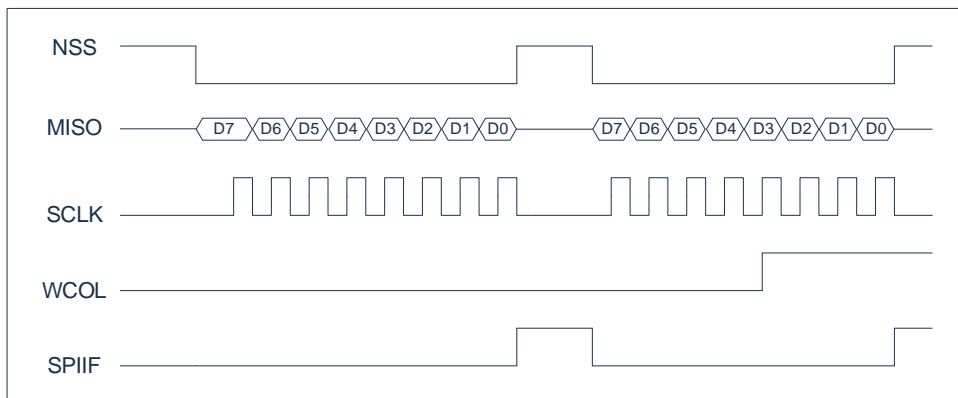 NSS
MISO D7 D6 D5 D4 D3 D2 D1 D0 D7 D6 D5 D4 D3 D2 D1 D0
SCLK
WCOL
SPIIF